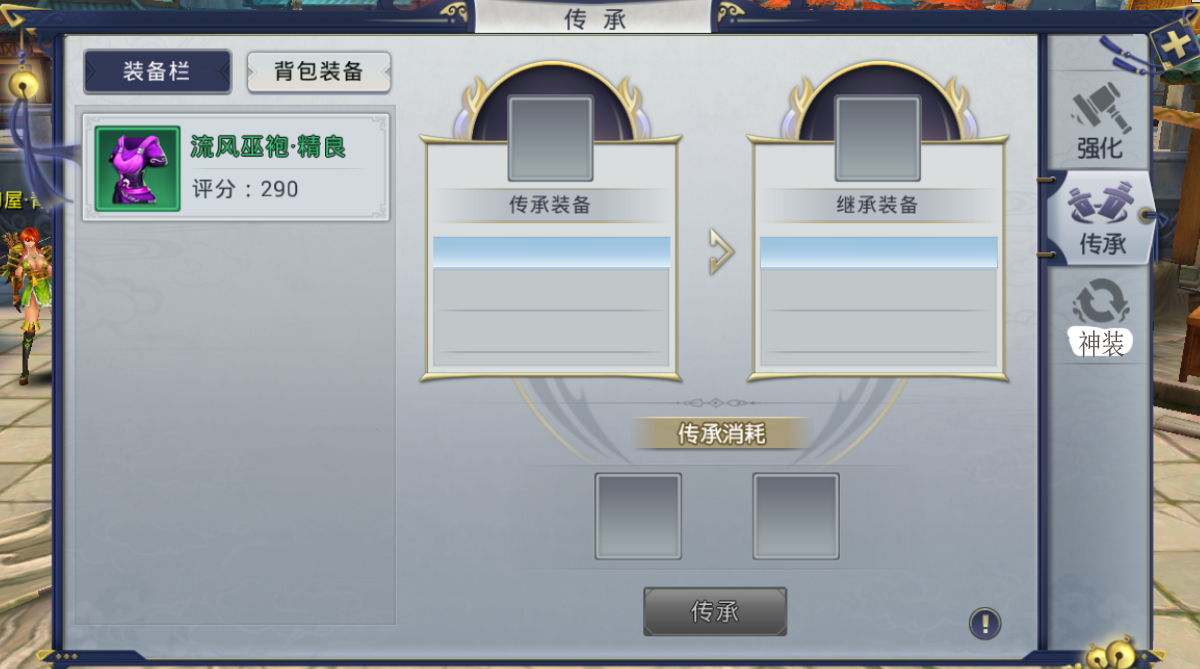 传 承
装备栏
背包装备
流风巫袍·精良
评分：290
传承装备
继承装备
传承消耗
传承
强化
传承
神装